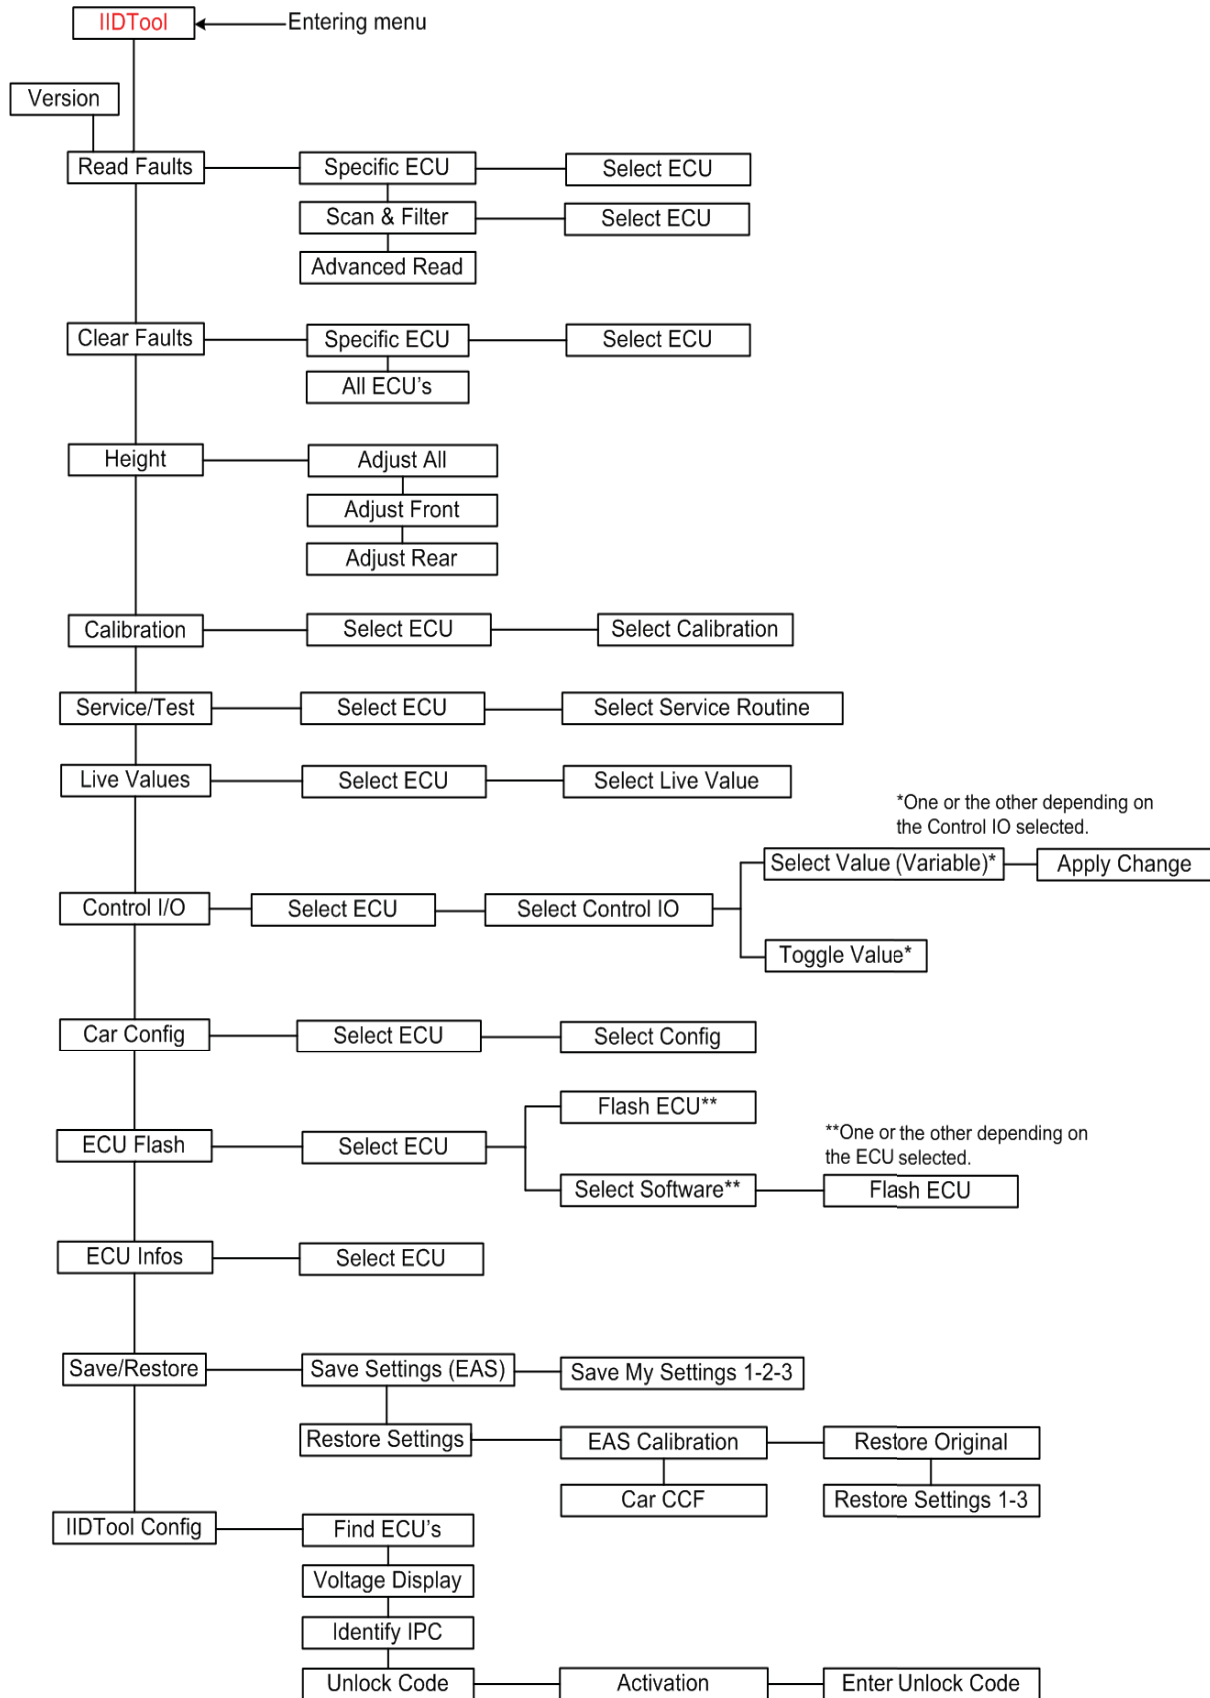 IIDTool
Entering menu
Version
Read Faults
Specific ECU
Select ECU
Scan & Filter
Select ECU
Advanced Read
Clear Faults
Specific ECU
Select ECU
All ECU's
Height
Adjust All
Adjust Front
Adjust Rear
Calibration
Select ECU
Select Calibration
Service/Test
Select ECU
Select Service Routine
Live Values
Select ECU
Select Live Value
*One or the other depending on
the Control IO selected.
Select Value (Variable)*
Apply Change
Control I/O
Select ECU
Select Control IO
Toggle Value*
Car Config
Select ECU
Select Config
Flash ECU**
ECU Flash
Select ECU
**One or the other depending on
the ECU selected.
Select Software**
Flash ECU
ECU Infos
Select ECU
Save/Restore
Save Settings (EAS)
Save My Settings 1-2-3
Restore Settings
EAS Calibration
Restore Original
Car CCF
Restore Settings 1-3
IIDTool Config
Find ECU's
Voltage Display
Identify IPC
Unlock Code
Activation
Enter Unlock Code